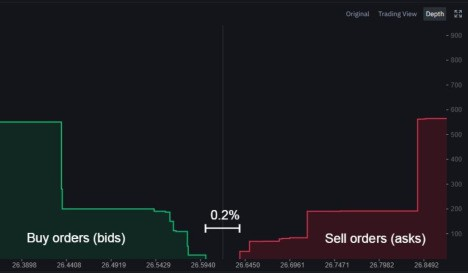 Original Trading View Depth
900
800
700
600
500
400
300
200
100
0.2%
Buy orders (bids)
Sell orders (asks)
26.3898 26.4408 26.4919 26.5429 26.5940 26.6450 26.6961 26.7471 26.7982 26.8492